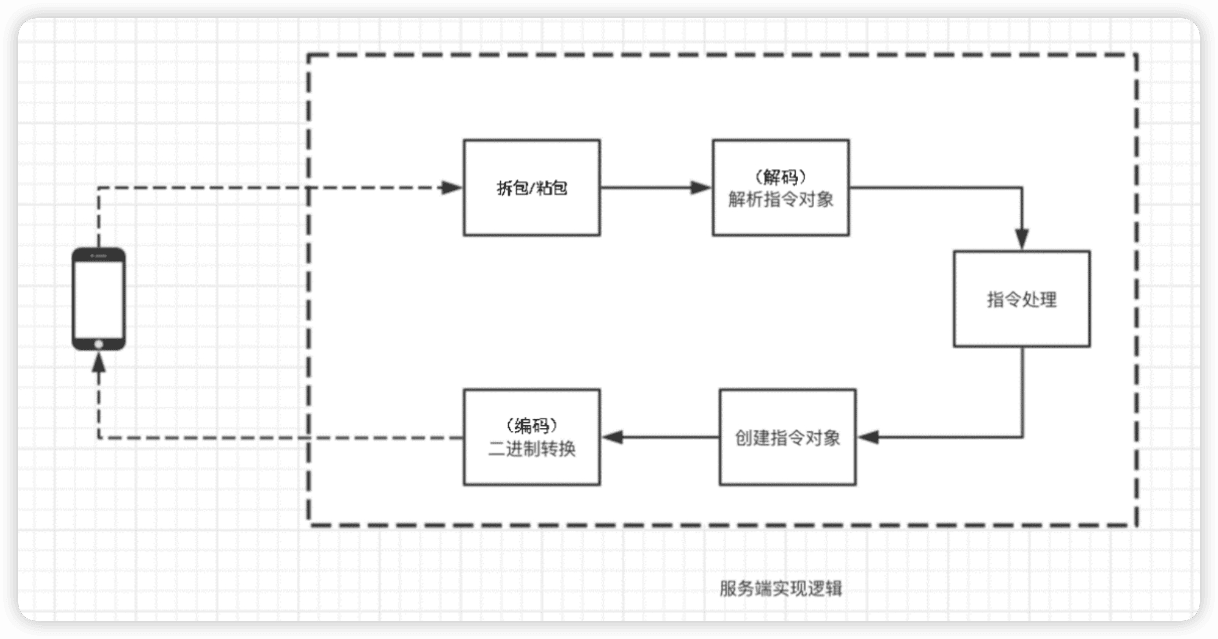 拆包/粘包
（解码）
解析指令对象
指令处理
（编码）
二进制转换
创建指令对象
服务端实现逻辑